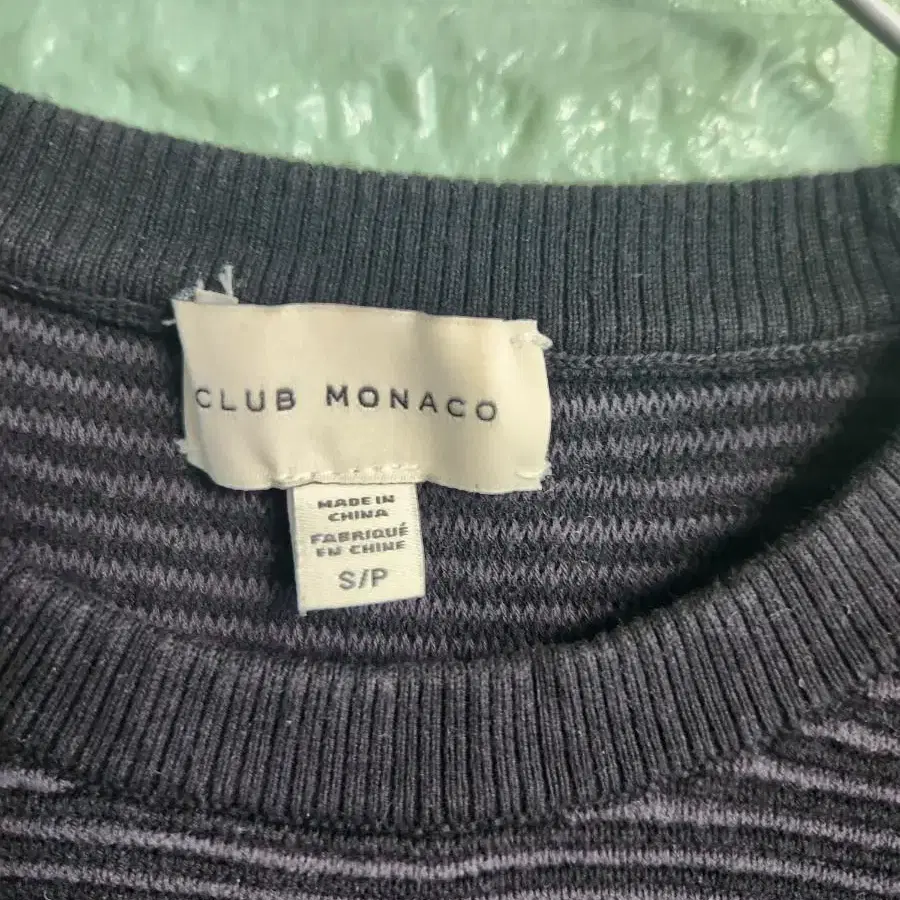 CLUB MONACO
MADE IN
CHINA
FABRIQUÉ
EN CHINE
S/P